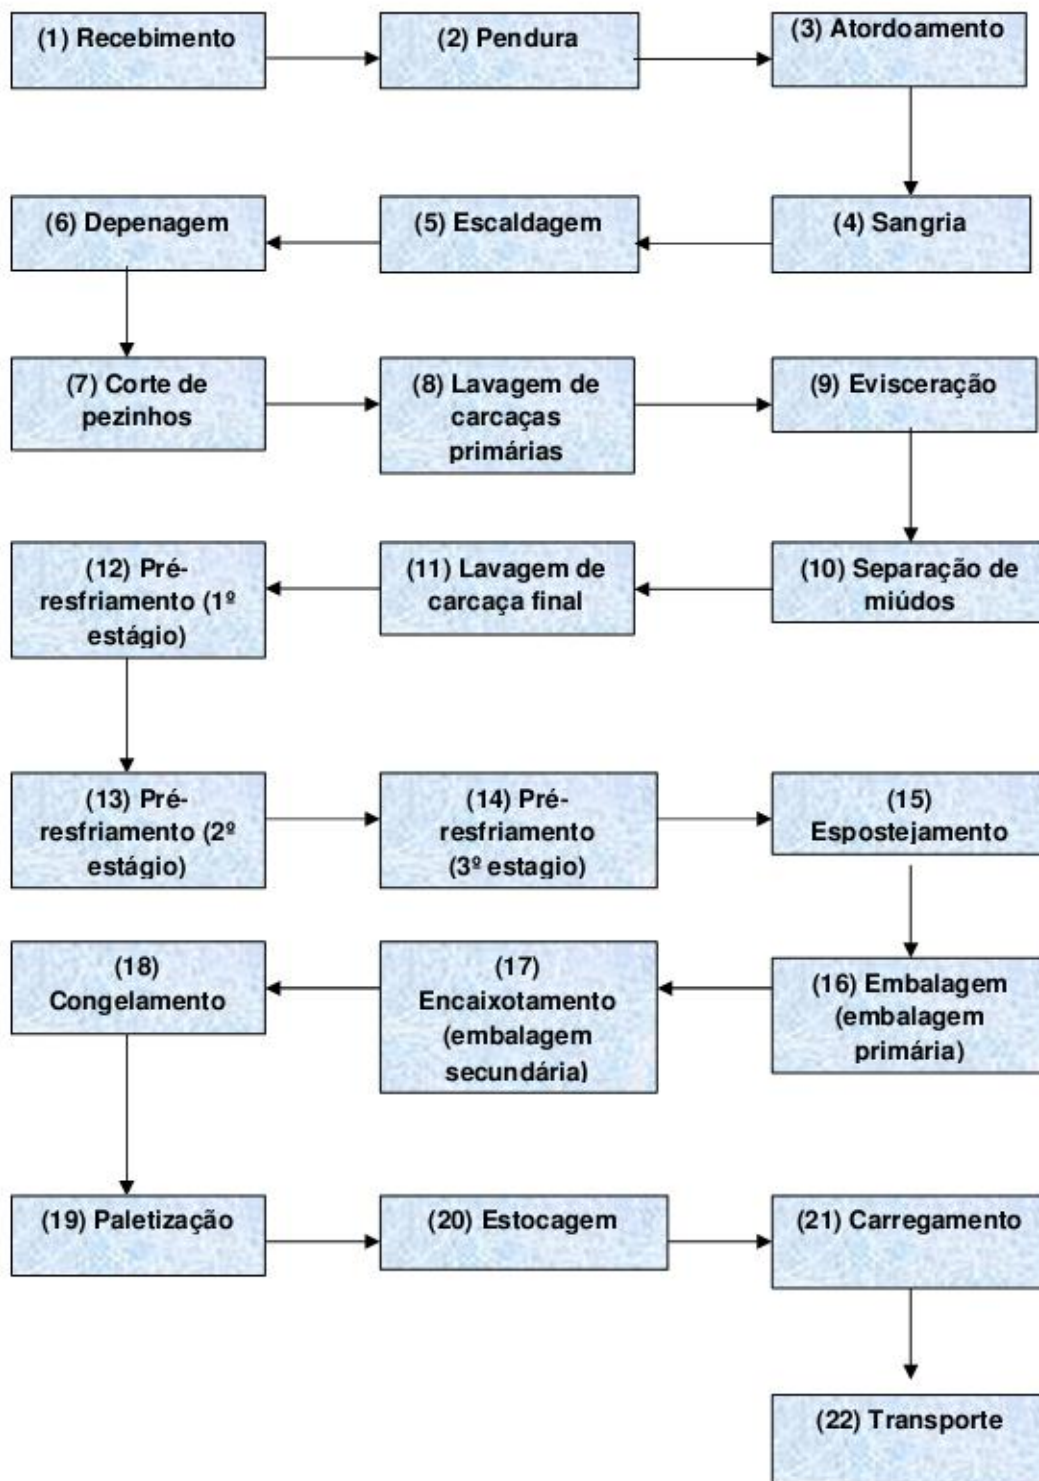 (1) Recebimento
(2) Pendura
(3) Atordoamento
(4) Sangria
(5) Escaldagem
(6) Depenagem
(7) Corte de
pezinhos
(8) Lavagem de
carcaças
primárias
(9) Evisceração
(10) Separação de
miúdos
(11) Lavagem de
carcaça final
(12) Pré-
resfriamento (1º
estágio)
(13) Pré-
resfriamento (2º
estágio)
(14) Pré-
resfriamento
(3º estagio)
(15)
Espostejamento
(16) Embalagem
(embalagem
primária)
(17)
Encaixotamento
(embalagem
secundária)
(18)
Congelamento
(19) Paletização
(20) Estocagem
(21) Carregamento
(22) Transporte